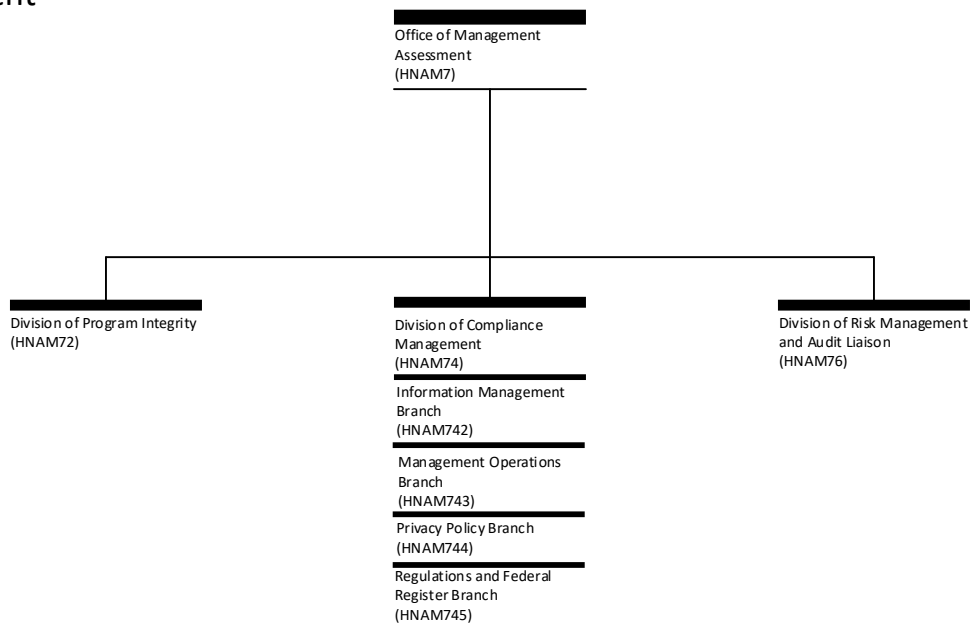 Office of Management
Assessment
(HNAM7)
Division of Program Integrity
(HNAM72)
Division of Compliance
Management
(HNAM74)
Information Management
Branch
(HNAM742)
Management Operations
Branch
(HNAM743)
Privacy Policy Branch
(HNAM744)
Regulations and Federal
Register Branch
(HNAM745)
Division of Risk Management
and Audit Liaison
(HNAM76)